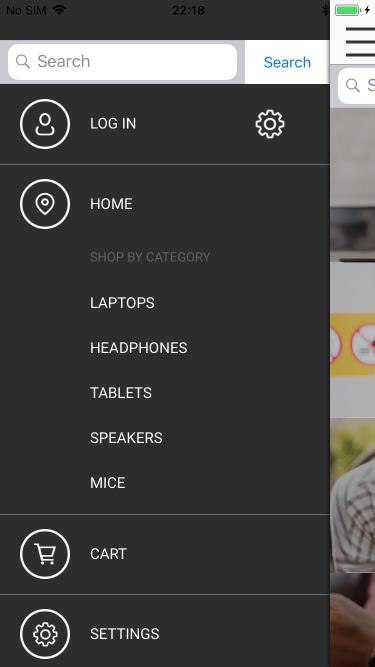 No SIM 22:18
Search Search
LOG IN
HOME
SHOP BY CATEGORY
LAPTOPS
HEADPHONES
TABLETS
SPEAKERS
MICE
CART
SETTINGS